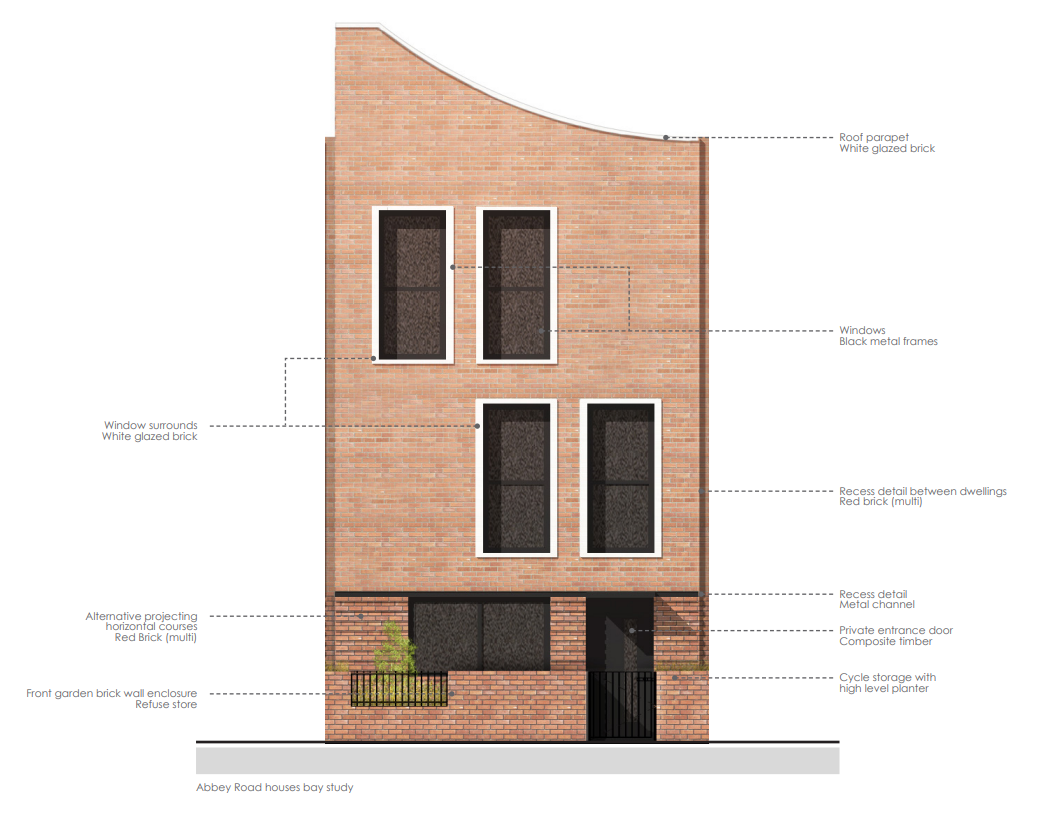 Roof parapet
White glazed brick
Windows
Black metal frames
Window surrounds
White glazed brick
Recess detail between dwellings
Red brick (multi)
Recess detail
Metal channel
Alternative projecting
horizontal courses
Red Brick (multi)
Private entrance door
Composite timber
Cycle storage with
high level planter
Front garden brick wall enclosure
Refuse store
Abbey Road houses bay study